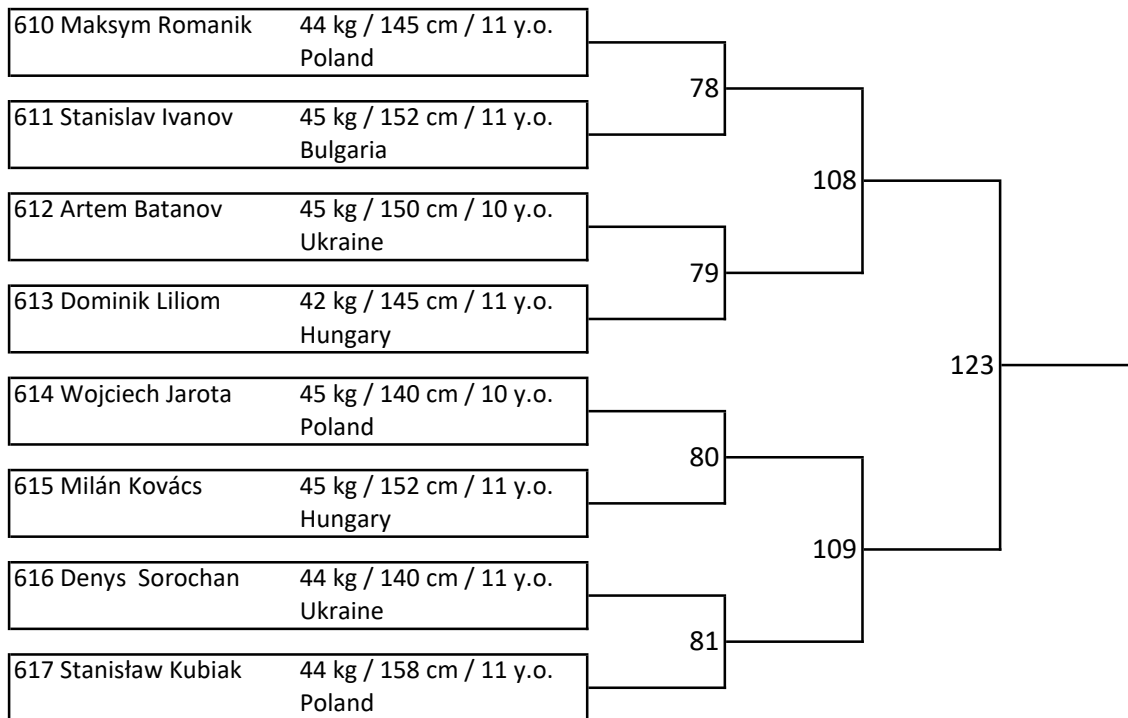 610 Maksym Romanik 44 kg / 145 cm / 11 y.o.
Poland
78
611 Stanislav Ivanov 45 kg / 152 cm / 11 y.o.
Bulgaria
108
612 Artem Batanov 45 kg / 150 cm / 10 y.o.
Ukraine
79
613 Dominik Liliom 42 kg / 145 cm / 11 y.o.
Hungary
123
614 Wojciech Jarota 45 kg / 140 cm / 10 y.o.
Poland
80
615 Milán Kovács 45 kg / 152 cm / 11 y.o.
Hungary
109
616 Denys  Sorochan 44 kg / 140 cm / 11 y.o.
Ukraine
81
617 Stanisław Kubiak 44 kg / 158 cm / 11 y.o.
Poland